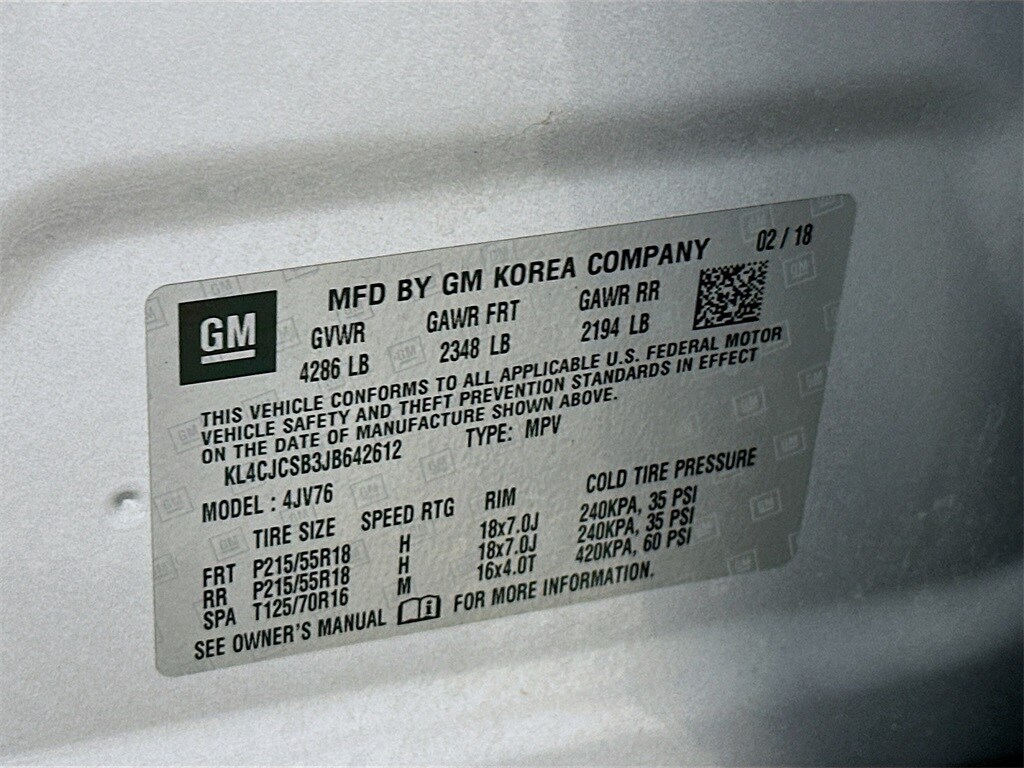 MFD BY GM KOREA COMPANY 02 / 18
GM
GVWR GAWR FRT GAWR RR
4286 LB 2348 LB 2194 LB
THIS VEHICLE CONFORMS TO ALL APPLICABLE U.S. FEDERAL MOTOR
VEHICLE SAFETY AND THEFT PREVENTION STANDARDS IN EFFECT
ON THE DATE OF MANUFACTURE SHOWN ABOVE.
KL4CJCSB3JB642612 TYPE: MPV
MODEL : 4JV76
TIRE SIZE SPEED RTG RIM COLD TIRE PRESSURE
FRT P215/55R18 H 18x7.0J 240KPA, 35 PSI
RR P215/55R18 H 18x7.0J 240KPA, 35 PSI
SPA T125/70R16 M 16x4.0T 420KPA, 60 PSI
SEE OWNER'S MANUAL FOR MORE INFORMATION.